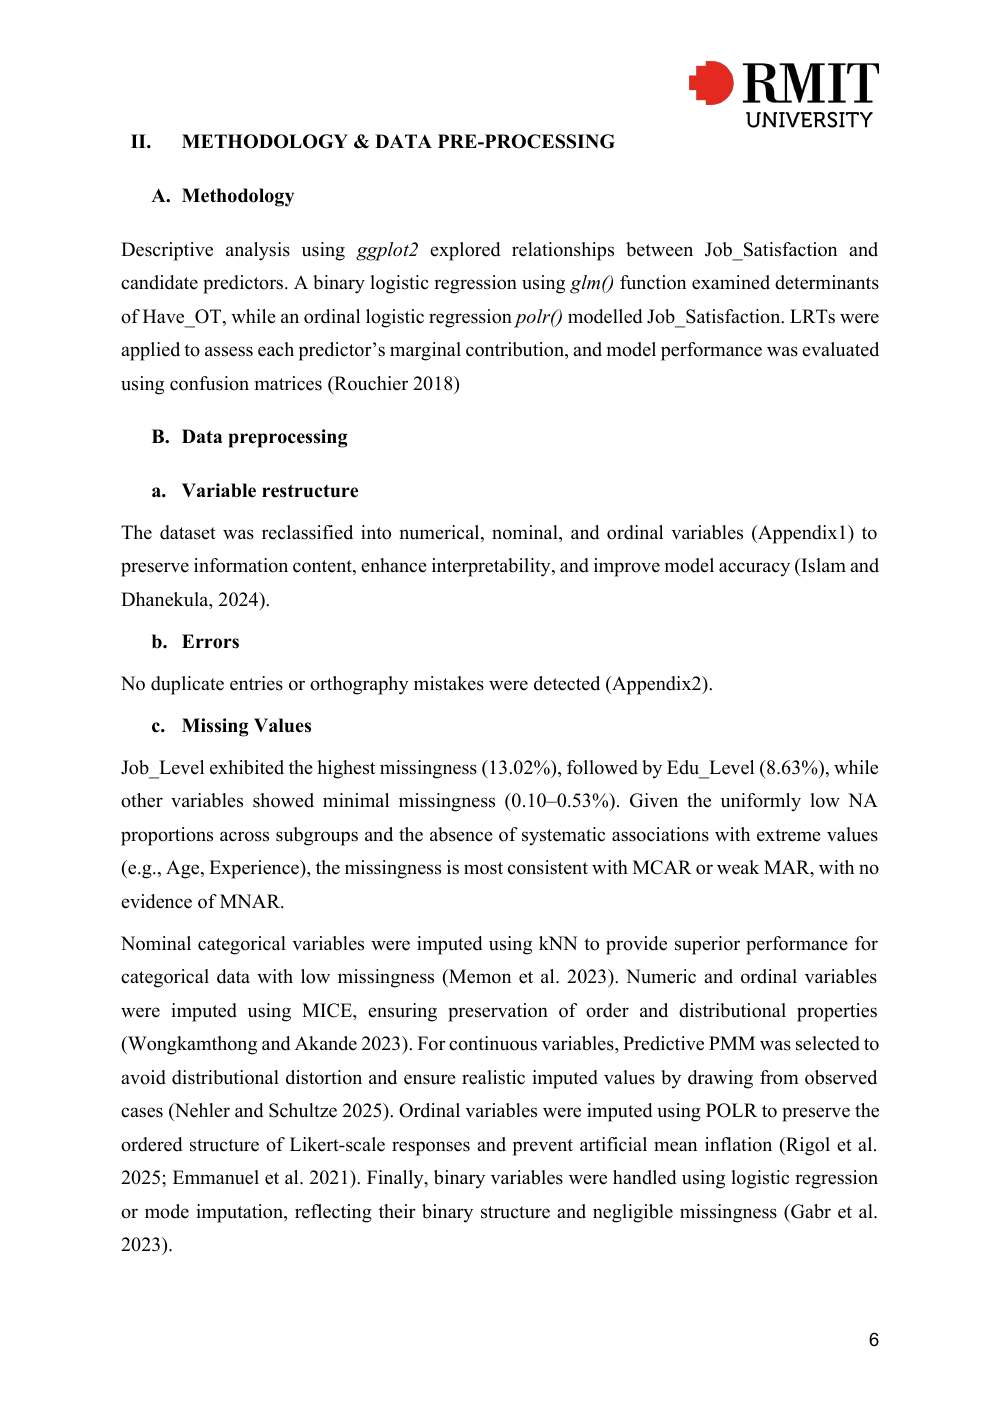 RMIT
UNIVERSITY
II. METHODOLOGY & DATA PRE-PROCESSING
A. Methodology
Descriptive analysis using ggplot2 explored relationships between Job_Satisfaction and
candidate predictors. A binary logistic regression using glm() function examined determinants
of Have_OT, while an ordinal logistic regression polr() modelled Job_Satisfaction. LRTs were
applied to assess each predictor’s marginal contribution, and model performance was evaluated
using confusion matrices (Rouchier 2018)
B. Data preprocessing
a. Variable restructure
The dataset was reclassified into numerical, nominal, and ordinal variables (Appendix1) to
preserve information content, enhance interpretability, and improve model accuracy (Islam and
Dhanekula, 2024).
b. Errors
No duplicate entries or orthography mistakes were detected (Appendix2).
c. Missing Values
Job_Level exhibited the highest missingness (13.02%), followed by Edu_Level (8.63%), while
other variables showed minimal missingness (0.10–0.53%). Given the uniformly low NA
proportions across subgroups and the absence of systematic associations with extreme values
(e.g., Age, Experience), the missingness is most consistent with MCAR or weak MAR, with no
evidence of MNAR.
Nominal categorical variables were imputed using kNN to provide superior performance for
categorical data with low missingness (Memon et al. 2023). Numeric and ordinal variables
were imputed using MICE, ensuring preservation of order and distributional properties
(Wongkamthong and Akande 2023). For continuous variables, Predictive PMM was selected to
avoid distributional distortion and ensure realistic imputed values by drawing from observed
cases (Nehler and Schultze 2025). Ordinal variables were imputed using POLR to preserve the
ordered structure of Likert-scale responses and prevent artificial mean inflation (Rigol et al.
2025; Emmanuel et al. 2021). Finally, binary variables were handled using logistic regression
or mode imputation, reflecting their binary structure and negligible missingness (Gabr et al.
2023).
6